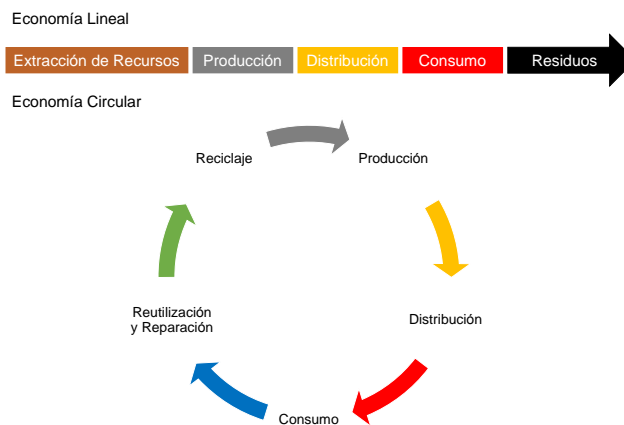 Economía Lineal
Extracción de Recursos
Producción
Distribución
Consumo
Residuos
Economía Circular
Reciclaje
Producción
Reutilización
y Reparación
Distribución
Consumo